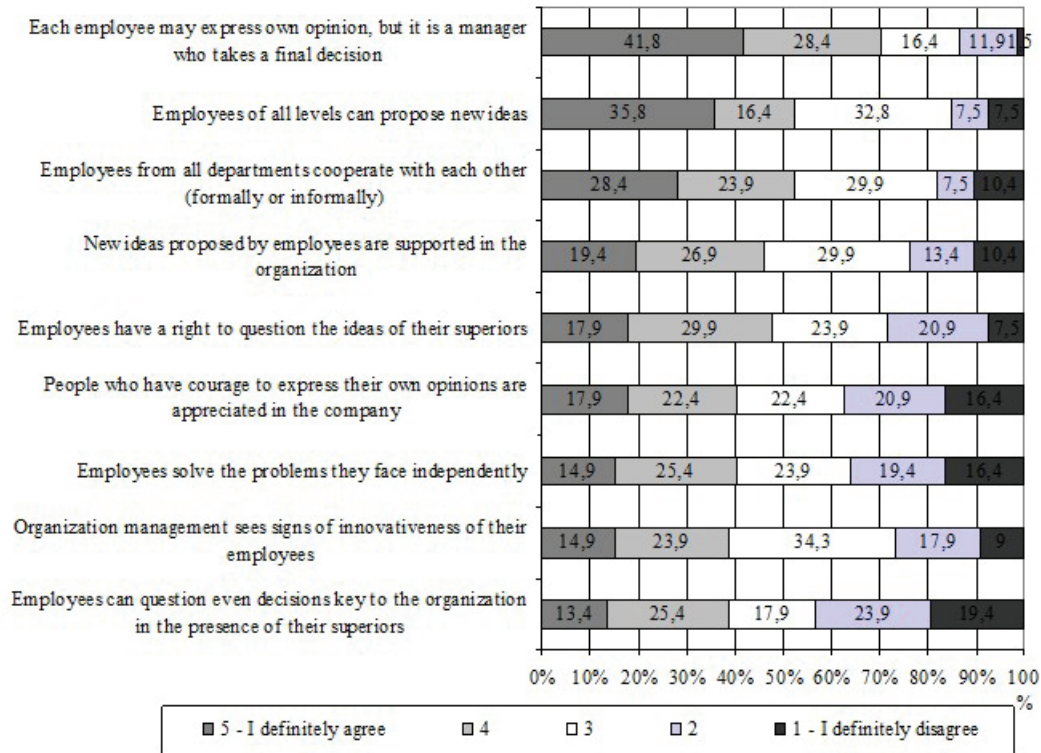 Each employee may express own opinion, but it is a manager
who takes a final decision
41,8 28,4 16,4 11,9 1,5
Employees of all levels can propose new ideas
35,8 16,4 32,8 7,5 7,5
Employees from all departments cooperate with each other
(formally or informally)
28,4 23,9 29,9 7,5 10,4
New ideas proposed by employees are supported in the
organization
19,4 26,9 29,9 13,4 10,4
Employees have a right to question the ideas of their superiors
17,9 29,9 23,9 20,9 7,5
People who have courage to express their own opinions are
appreciated in the company
17,9 22,4 22,4 20,9 16,4
Employees solve the problems they face independently
14,9 25,4 23,9 19,4 16,4
Organization management sees signs of innovativeness of their
employees
14,9 23,9 34,3 17,9 9
Employees can question even decisions key to the organization
in the presence of their superiors
13,4 25,4 17,9 23,9 19,4
0% 10% 20% 30% 40% 50% 60% 70% 80% 90% 100
%
5 - I definitely agree 4 3 2 1 - I definitely disagree